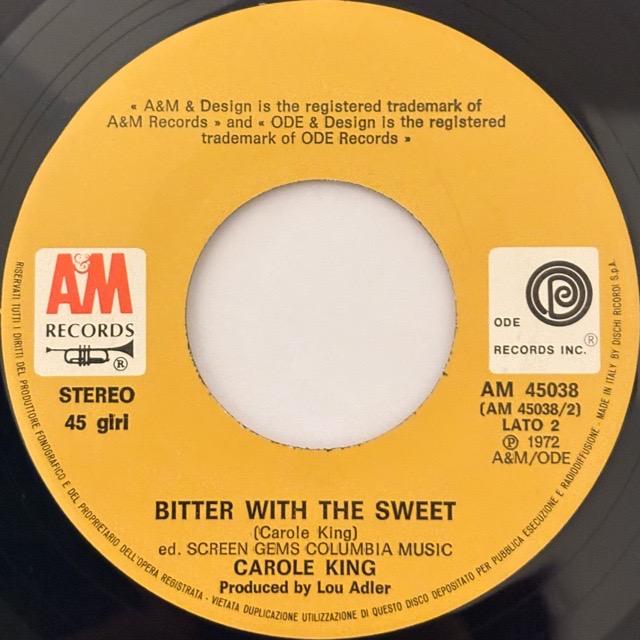 « A&M & Design is the registered trademark of
A&M Records » and « ODE & Design is the registered
trademark of ODE Records »
A&M
RECORDS
®
STEREO
45 giri
ODE
RECORDS INC.®
AM 45038
(AM 45038/2)
LATO 2
℗ 1972
A&M/ODE
BITTER WITH THE SWEET
(Carole King)
ed. SCREEN GEMS COLUMBIA MUSIC
CAROLE KING
Produced by Lou Adler
RISERVATI TUTTI I DIRITTI DEL PRODUTTORE FONOGRAFICO E DEL PROPRIETARIO DELL'OPERA REGISTRATA - VIETATA DUPLICAZIONE UTILIZZAZIONE DI QUESTO DISCO DEPOSITATO PER PUBBLICA ESECUZIONE E RADIODIFFUSIONE - MADE IN ITALY BY DISCHI RICORDI S.p.A.